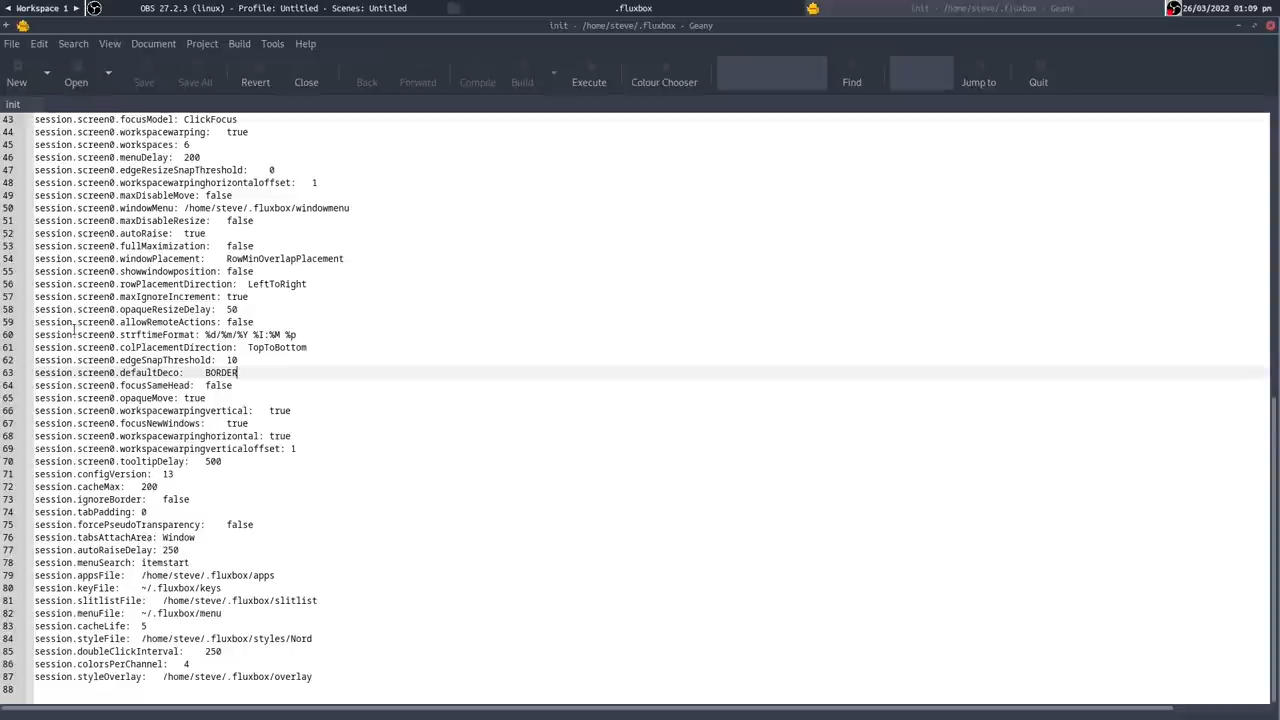 Workspace 1
OBS 27.2.3 (linux) - Profile: Untitled - Scenes: Untitled
.fluxbox
init - /home/steve/.fluxbox - Geany
26/03/2022 01:09 pm
init - /home/steve/.fluxbox - Geany
File Edit Search View Document Project Build Tools Help
New Open Save Save All Revert Close Back Forward Compile Build Execute Colour Chooser Find Jump to Quit
init
43 session.screen0.focusModel: ClickFocus
44 session.screen0.workspacewarping: true
45 session.screen0.workspaces: 6
46 session.screen0.menuDelay: 200
47 session.screen0.edgeResizeSnapThreshold: 0
48 session.screen0.workspacewarpinghorizontaloffset: 1
49 session.screen0.maxDisableMove: false
50 session.screen0.windowMenu: /home/steve/.fluxbox/windowmenu
51 session.screen0.maxDisableResize: false
52 session.screen0.autoRaise: true
53 session.screen0.fullMaximization: false
54 session.screen0.windowPlacement: RowMinOverlapPlacement
55 session.screen0.showwindowposition: false
56 session.screen0.rowPlacementDirection: LeftToRight
57 session.screen0.maxIgnoreIncrement: true
58 session.screen0.opaqueResizeDelay: 50
59 session.screen0.allowRemoteActions: false
60 session.screen0.strftimeFormat: %d/%m/%Y %I:%M %p
61 session.screen0.colPlacementDirection: TopToBottom
62 session.screen0.edgeSnapThreshold: 10
63 session.screen0.defaultDeco: BORDER
64 session.screen0.focusSameHead: false
65 session.screen0.opaqueMove: true
66 session.screen0.workspacewarpingvertical: true
67 session.screen0.focusNewWindows: true
68 session.screen0.workspacewarpinghorizontal: true
69 session.screen0.workspacewarpingverticaloffset: 1
70 session.screen0.tooltipDelay: 500
71 session.configVersion: 13
72 session.cacheMax: 200
73 session.ignoreBorder: false
74 session.tabPadding: 0
75 session.forcePseudoTransparency: false
76 session.tabsAttachArea: Window
77 session.autoRaiseDelay: 250
78 session.menuSearch: itemstart
79 session.appsFile: /home/steve/.fluxbox/apps
80 session.keyFile: ~/.fluxbox/keys
81 session.slitlistFile: /home/steve/.fluxbox/slitlist
82 session.menuFile: ~/.fluxbox/menu
83 session.cacheLife: 5
84 session.styleFile: /home/steve/.fluxbox/styles/Nord
85 session.doubleClickInterval: 250
86 session.colorsPerChannel: 4
87 session.styleOverlay: /home/steve/.fluxbox/overlay
88